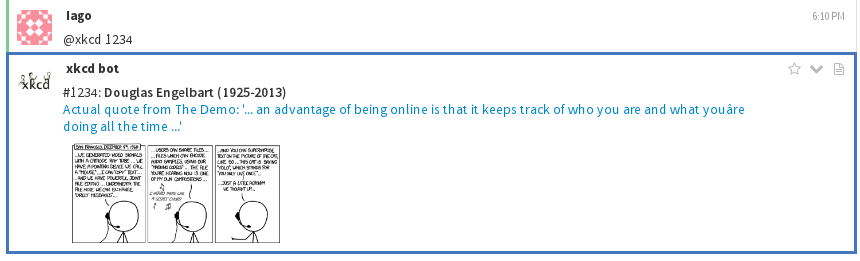 Iago
6:10 PM
@xkcd 1234
xkcd bot
xkcd
#1234: Douglas Engelbart (1925-2013)
Actual quote from The Demo: '... an advantage of being online is that it keeps track of who you are and what youâre
doing all the time ...'
SAN FRANCISCO, DECEMBER 9TH, 1968:
...WE GENERATED VIDEO SIGNALS
WITH A CATHODE RAY TUBE... WE
HAVE A POINTING DEVICE WE CALL
A "MOUSE"... I CAN "COPY" TEXT...
...AND WE HAVE POWERFUL JOINT
FILE EDITING... UNDERNEATH THE
FILE HERE WE CAN EXCHANGE
"DIRECT MESSAGES"...
...USERS CAN SHARE FILES...
...FILES WHICH CAN ENCODE
AUDIO SAMPLES, USING OUR
"MASKING CODECS"... THE FILE
YOU'RE HEARING NOW IS ONE
OF MY OWN COMPOSITIONS...
I HEARD THERE WAS
A SECRET CHORD
...AND YOU CAN SUPERIMPOSE
TEXT ON THE PICTURE OF THE CAT,
LIKE SO... THIS CAT IS SAYING
"YOLO", WHICH STANDS FOR
"YOU ONLY LIVE ONCE"...
...JUST A LITTLE ACRONYM
WE THOUGHT UP...